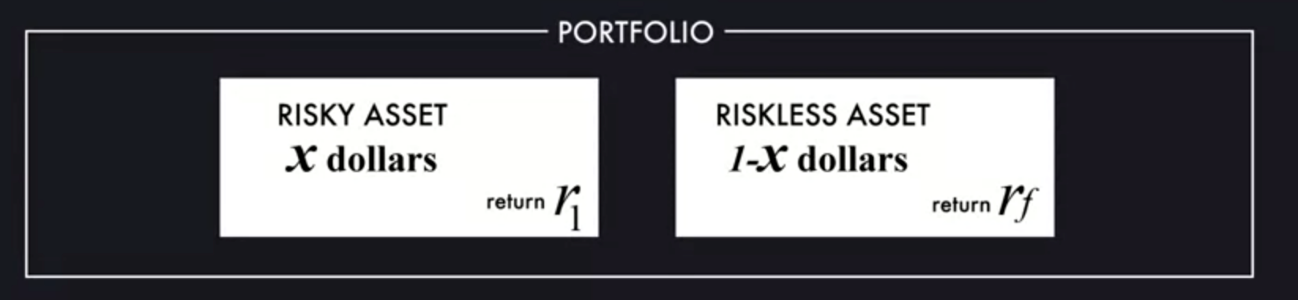 PORTFOLIO
RISKY ASSET
x dollars
return r₁
RISKLESS ASSET
1-x dollars
return rf